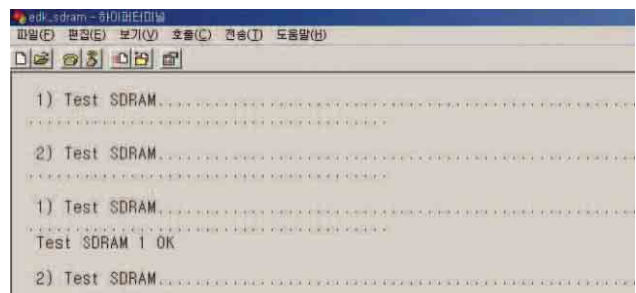 edk_sdram - 하이퍼터미널
파일(F) 편집(E) 보기(V) 호출(C) 전송(T) 도움말(H)
1) Test SDRAM..............................................................
.......................................
2) Test SDRAM..............................................................
.......................................
1) Test SDRAM..............................................................
.......................................
Test SDRAM 1 OK
2) Test SDRAM..............................................................